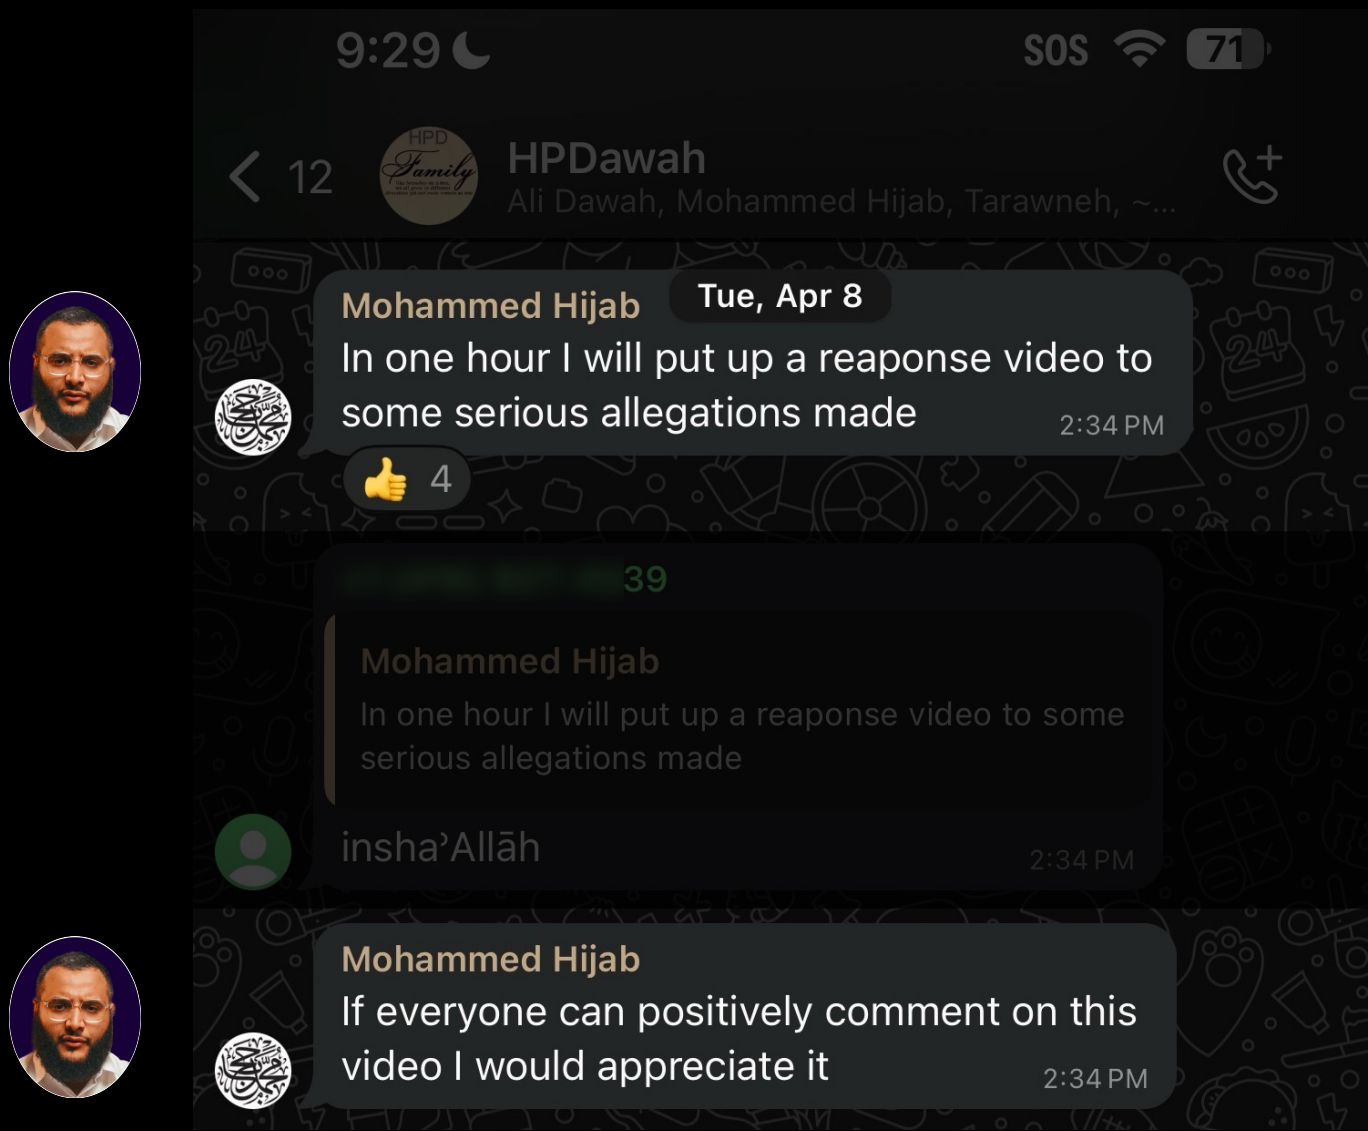 9:29
SOS
71
12
HPD
Family
HPDawah
Ali Dawah, Mohammed Hijab, Tarawneh, ~...
Tue, Apr 8
Mohammed Hijab
In one hour I will put up a reaponse video to
some serious allegations made
2:34 PM
👍 4
39
Mohammed Hijab
In one hour I will put up a reaponse video to some
serious allegations made
inshaʾAllāh
2:34 PM
Mohammed Hijab
If everyone can positively comment on this
video I would appreciate it
2:34 PM